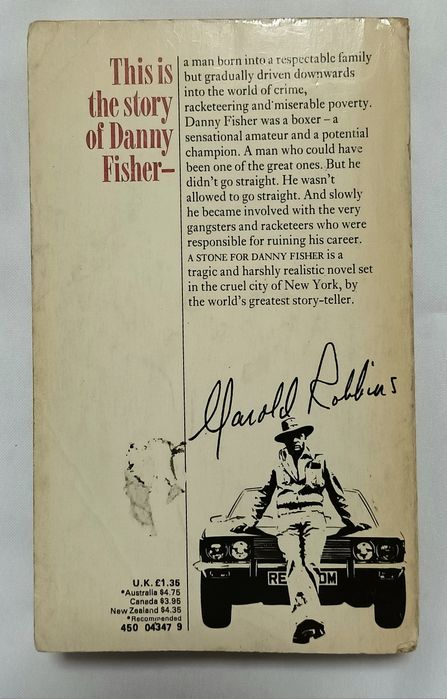 This is
the story
of Danny
Fisher–
a man born into a respectable family
but gradually driven downwards
into the world of crime,
racketeering and miserable poverty.
Danny Fisher was a boxer – a
sensational amateur and a potential
champion. A man who could have
been one of the great ones. But he
didn't go straight. He wasn't
allowed to go straight. And slowly
he became involved with the very
gangsters and racketeers who were
responsible for ruining his career.
A STONE FOR DANNY FISHER is a
tragic and harshly realistic novel set
in the cruel city of New York, by
the world's greatest story-teller.
Harold Robbins
U.K. £1.35
*Australia $4.75
Canada $3.95
New Zealand $4.35
*Recommended
450 04347 9